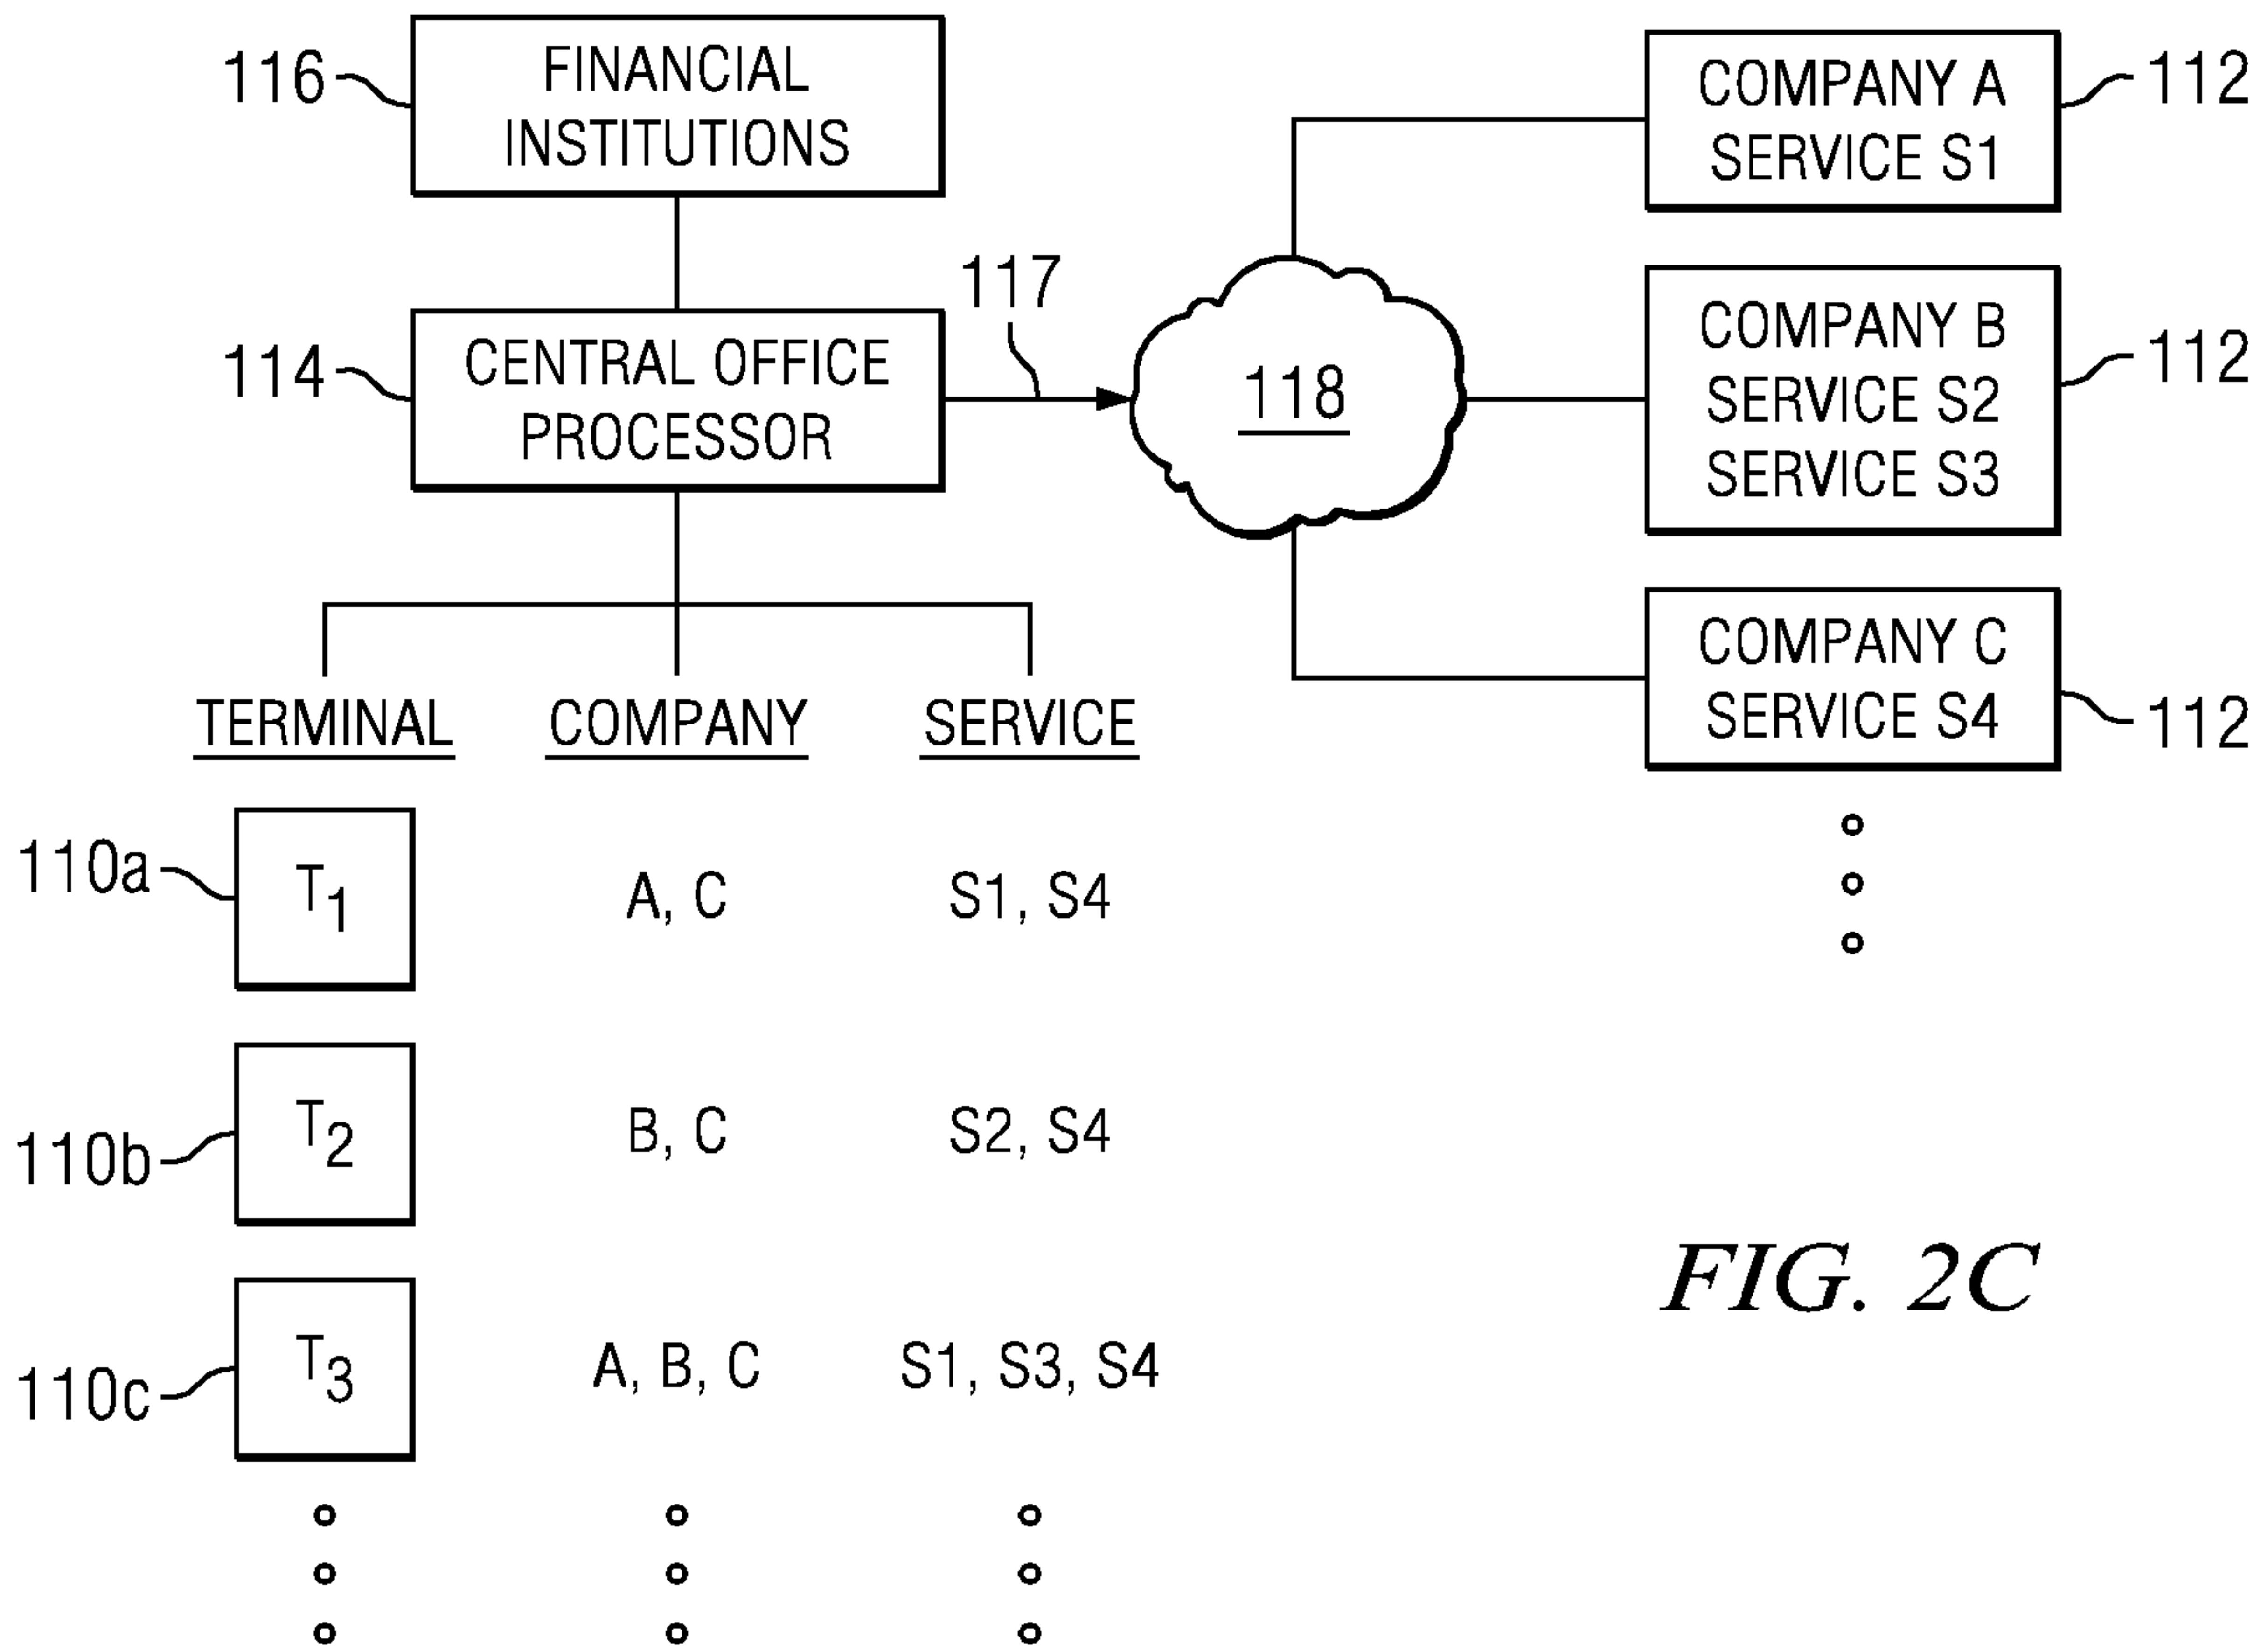 116
FINANCIAL
INSTITUTIONS
COMPANY A
SERVICE S1
112
117
114
CENTRAL OFFICE
PROCESSOR
118
COMPANY B
SERVICE S2
SERVICE S3
112
COMPANY C
SERVICE S4
112
TERMINAL COMPANY SERVICE
110a T1 A, C S1, S4
110b T2 B, C S2, S4
110c T3 A, B, C S1, S3, S4
FIG. 2C